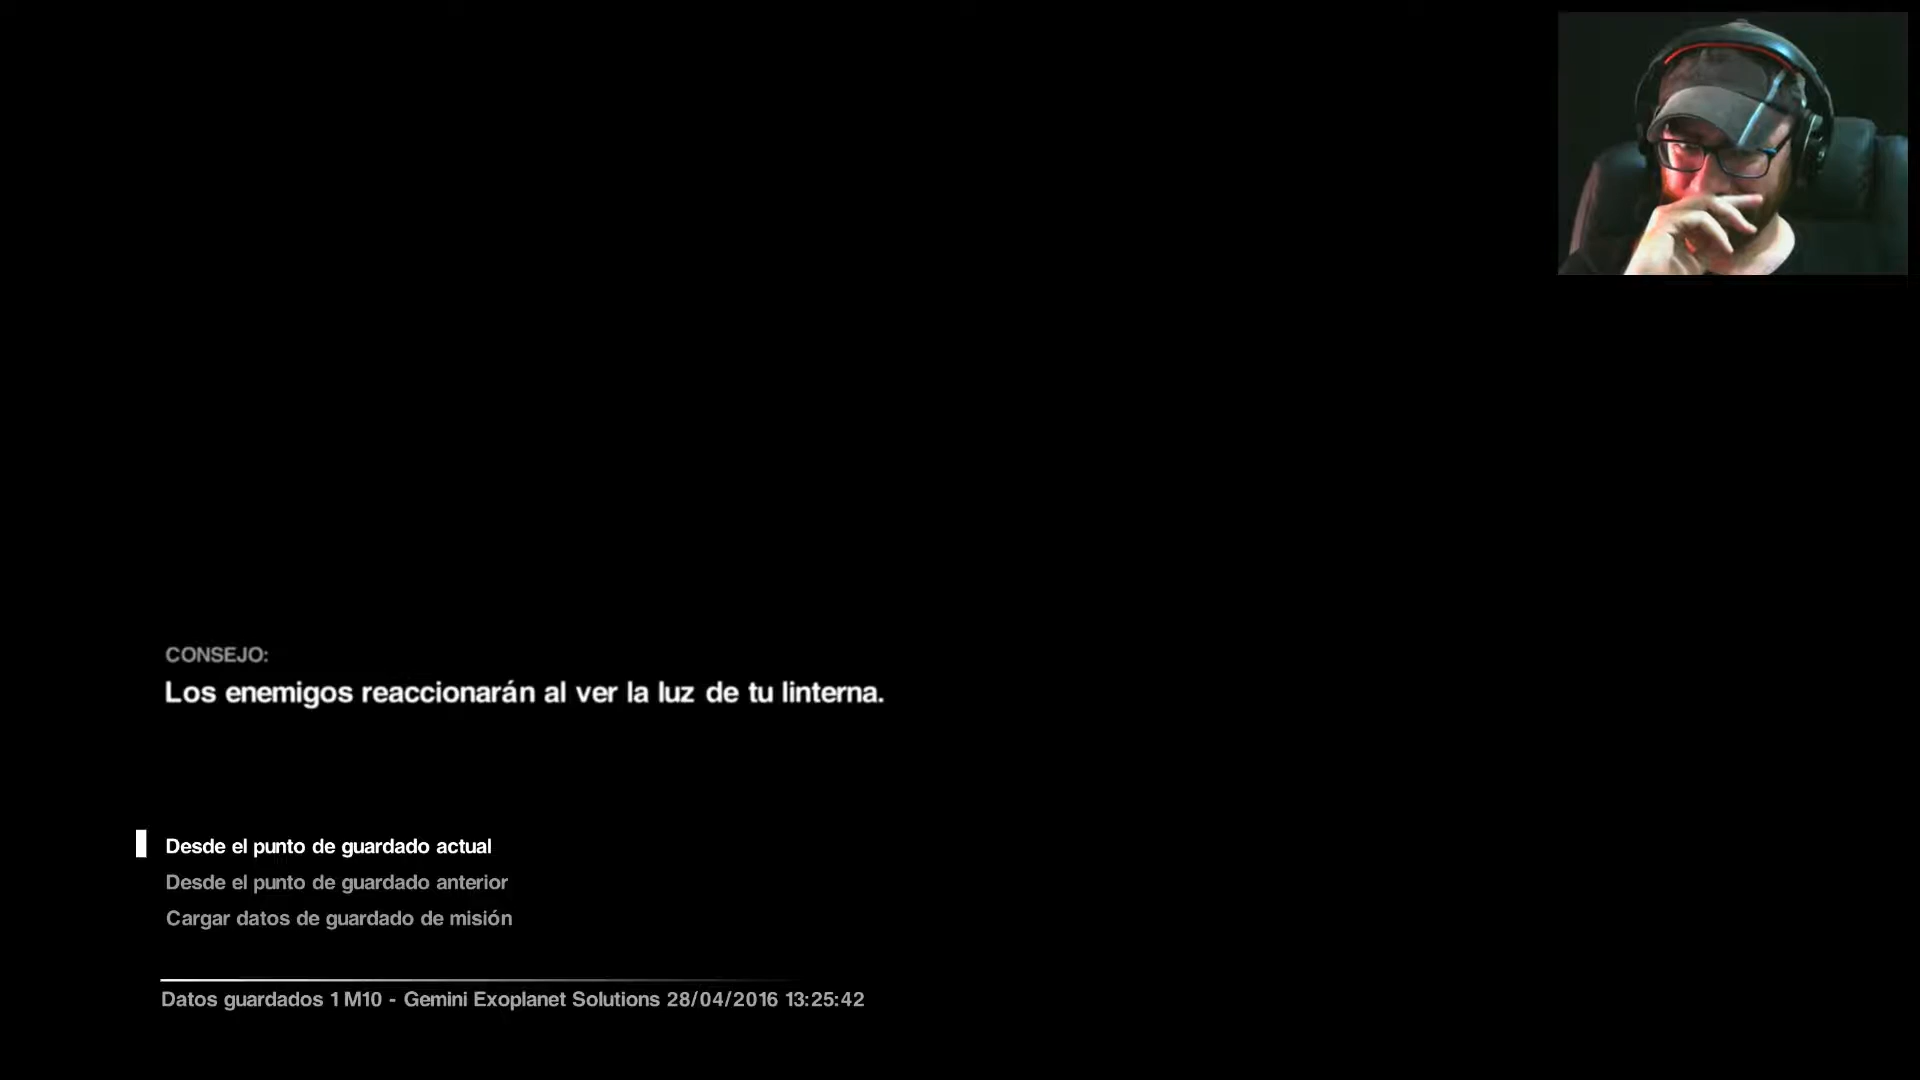 CONSEJO:
Los enemigos reaccionarán al ver la luz de tu linterna.
Desde el punto de guardado actual
Desde el punto de guardado anterior
Cargar datos de guardado de misión
Datos guardados 1 M10 - Gemini Exoplanet Solutions 28/04/2016 13:25:42